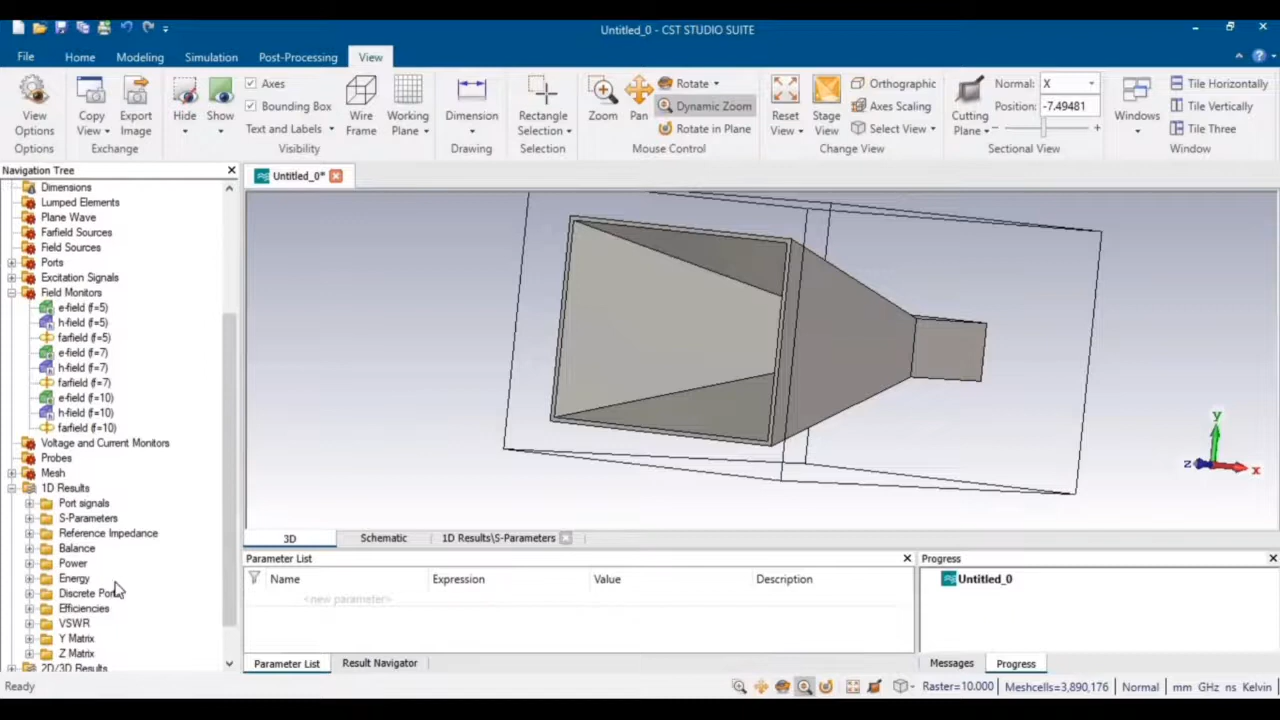 Untitled_0 - CST STUDIO SUITE
File Home Modeling Simulation Post-Processing View
View Options
Copy View
Export Image
Hide
Show
Axes
Bounding Box
Text and Labels
Wire Frame
Working Plane
Dimension
Rectangle Selection
Zoom
Pan
Rotate
Dynamic Zoom
Rotate in Plane
Reset View
Stage View
Orthographic
Axes Scaling
Select View
Cutting Plane
Normal: X
Position: -7.49481
Windows
Tile Horizontally
Tile Vertically
Tile Three
Options Exchange Visibility Drawing Selection Mouse Control Change View Sectional View Window
Navigation Tree
Untitled_0*
Dimensions
Lumped Elements
Plane Wave
Farfield Sources
Field Sources
Ports
Excitation Signals
Field Monitors
e-field (f=5)
h-field (f=5)
farfield (f=5)
e-field (f=7)
h-field (f=7)
farfield (f=7)
e-field (f=10)
h-field (f=10)
farfield (f=10)
Voltage and Current Monitors
Probes
Mesh
1D Results
Port signals
S-Parameters
Reference Impedance
Balance
Power
Energy
Discrete Ports
Efficiencies
VSWR
Y Matrix
Z Matrix
2D/3D Results
y
z
x
3D Schematic 1D Results\S-Parameters
Parameter List
Name Expression Value Description
<new parameter>
Parameter List Result Navigator
Progress
Untitled_0
Messages Progress
Ready
Raster=10.000 Meshcells=3,890,176 Normal mm GHz ns Kelvin